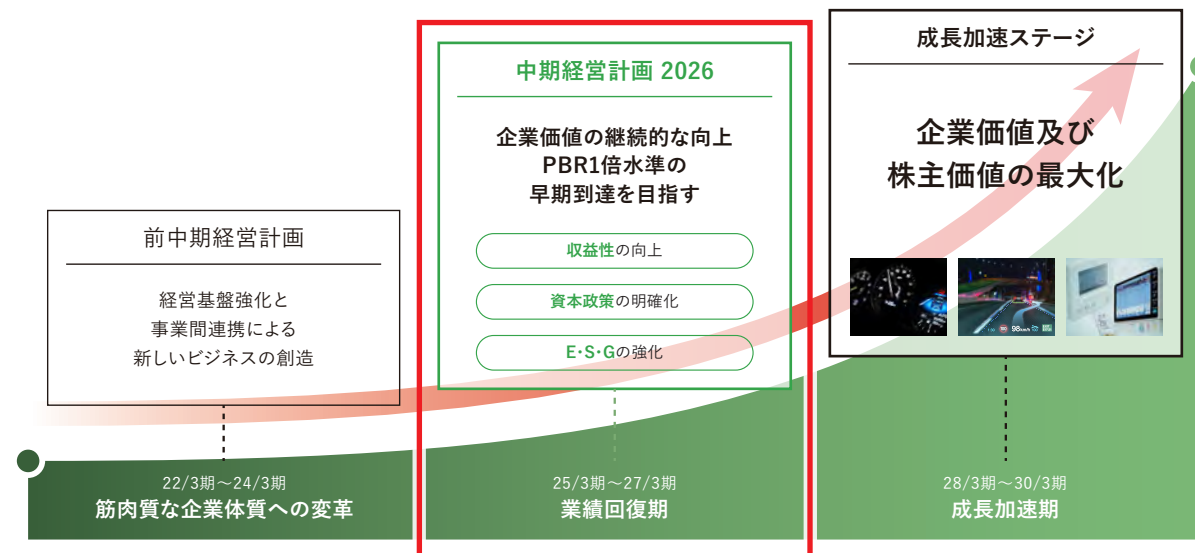 前中期経営計画
経営基盤強化と
事業間連携による
新しいビジネスの創造
22/3期～24/3期
筋肉質な企業体質への変革
中期経営計画 2026
企業価値の継続的な向上
PBR1倍水準の
早期到達を目指す
収益性の向上
資本政策の明確化
E・S・Gの強化
25/3期～27/3期
業績回復期
成長加速ステージ
企業価値及び
株主価値の最大化
98km/h
28/3期～30/3期
成長加速期